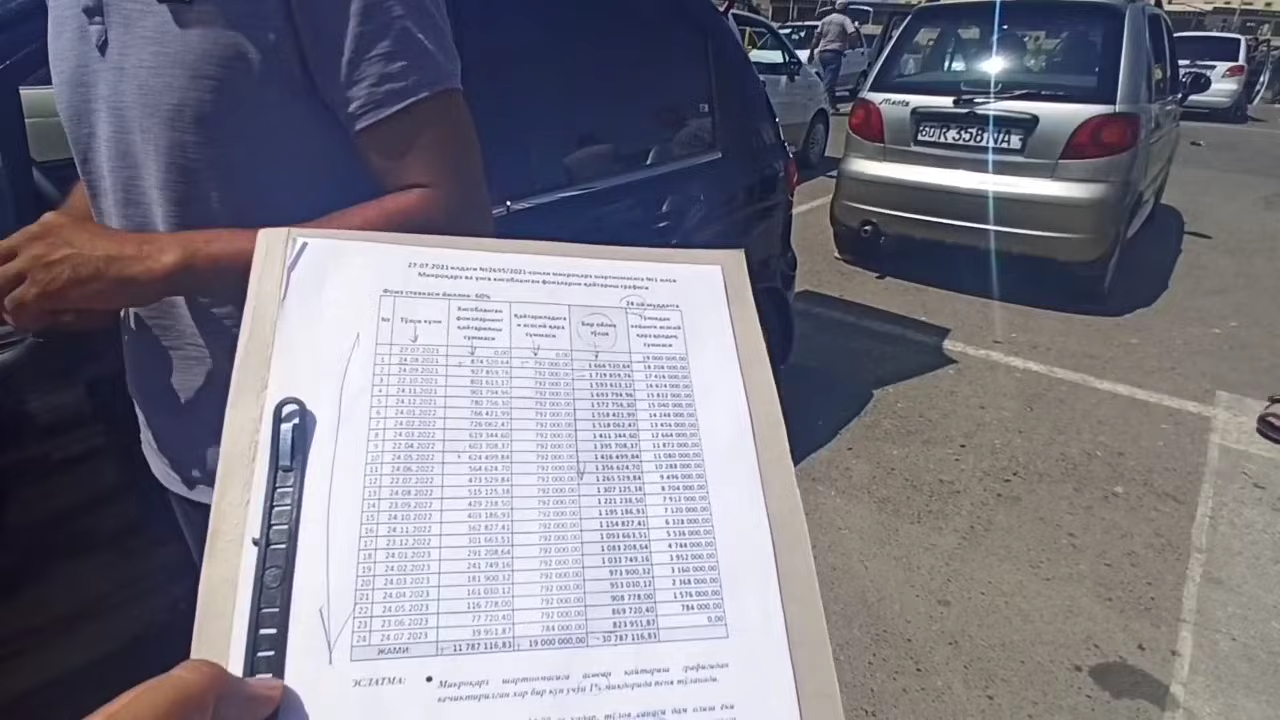 27.07.2021 йилдаги №2695/2021-сонли микроқарз шартномасига №1 илова
Микроқарз ва унга хисобланган фоизларни қайтариш графиги
Фоиз ставкаси йиллик: 60% 24 ой муддатга
№ Тўлов куни Хисобланган фоизларнинг қайтарилиш суммаси Қайтариладиган асосий қарз суммаси Бир ойлик тўлов Тўловдан кейинги асосий қарз қолдиқ суммаси
27.07.2021 0,00 0,00 19 000 000,00
1 24.08.2021 874 520,64 792 000,00 1 666 520,64 18 208 000,00
2 24.09.2021 927 859,76 792 000,00 1 719 859,76 17 416 000,00
3 22.10.2021 801 613,12 792 000,00 1 593 613,12 16 624 000,00
4 24.11.2021 901 794,96 792 000,00 1 693 794,96 15 832 000,00
5 24.12.2021 780 756,30 792 000,00 1 572 756,30 15 040 000,00
6 24.01.2022 766 421,99 792 000,00 1 558 421,99 14 248 000,00
7 24.02.2022 726 062,47 792 000,00 1 518 062,47 13 456 000,00
8 24.03.2022 619 344,60 792 000,00 1 411 344,60 12 664 000,00
9 22.04.2022 603 708,37 792 000,00 1 395 708,37 11 872 000,00
10 24.05.2022 624 499,84 792 000,00 1 416 499,84 11 080 000,00
11 24.06.2022 564 624,70 792 000,00 1 356 624,70 10 288 000,00
12 22.07.2022 473 529,84 792 000,00 1 265 529,84 9 496 000,00
13 24.08.2022 515 125,38 792 000,00 1 307 125,38 8 704 000,00
14 23.09.2022 429 238,50 792 000,00 1 221 238,50 7 912 000,00
15 24.10.2022 403 186,93 792 000,00 1 195 186,93 7 120 000,00
16 24.11.2022 362 827,41 792 000,00 1 154 827,41 6 328 000,00
17 23.12.2022 301 663,51 792 000,00 1 093 663,51 5 536 000,00
18 24.01.2023 291 208,64 792 000,00 1 083 208,64 4 744 000,00
19 24.02.2023 241 749,16 792 000,00 1 033 749,16 3 952 000,00
20 24.03.2023 181 900,32 792 000,00 973 900,32 3 160 000,00
21 24.04.2023 161 030,12 792 000,00 953 030,12 2 368 000,00
22 24.05.2023 116 778,00 792 000,00 908 778,00 1 576 000,00
23 23.06.2023 77 720,40 792 000,00 869 720,40 784 000,00
24 24.07.2023 39 951,87 784 000,00 823 951,87 0,00
ЖАМИ: 11 787 116,83 19 000 000,00 30 787 116,83
ЭСЛАТМА: • Микроқарз шартномасига асосан қайтариш графигидан
кечиктирилган хар бир кун учун 1% миқдорида пеня тўланади.
тўлов санаси дам олиш ёки
Matiz
60 R 358 NA